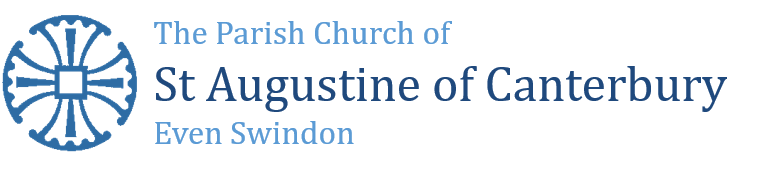 The Parish Church of
St Augustine of Canterbury
Even Swindon